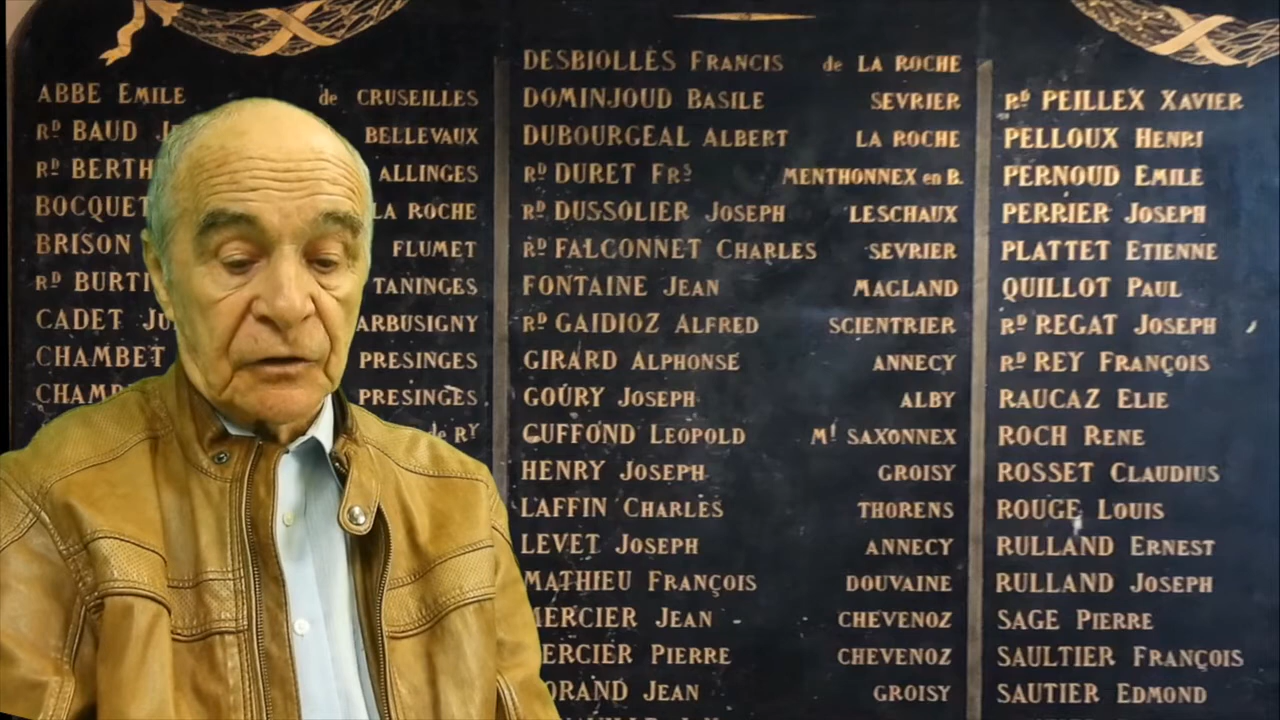 ABBE EMILE de CRUSEILLES
RD BAUD BELLEVAUX
RD BERTH ALLINGES
BOCQUET LA ROCHE
BRISON FLUMET
RD BURTI TANINGES
CADET ARBUSIGNY
CHAMBET PRESINGES
CHAMB PRESINGES
de RY
DESBIOLLES FRANCIS de LA ROCHE
DOMINJOUD BASILE SEVRIER
DUBOURGEAL ALBERT LA ROCHE
RD DURET FRS MENTHONNEX en B.
RD DUSSOLIER JOSEPH LESCHAUX
RD FALCONNET CHARLES SEVRIER
FONTAINE JEAN MAGLAND
RD GAIDIOZ ALFRED SCIENTRIER
GIRARD ALPHONSE ANNECY
GOURY JOSEPH ALBY
GUFFOND LEOPOLD MT SAXONNEX
HENRY JOSEPH GROISY
LAFFIN CHARLES THORENS
LEVET JOSEPH ANNECY
MATHIEU FRANÇOIS DOUVAINE
MERCIER JEAN CHEVENOZ
MERCIER PIERRE CHEVENOZ
ORAND JEAN GROISY
RD PEILLEX XAVIER
PELLOUX HENRI
PERNOUD EMILE
PERRIER JOSEPH
PLATTET ETIENNE
QUILLOT PAUL
RD REGAT JOSEPH
RD REY FRANÇOIS
RAUCAZ ELIE
ROCH RENE
ROSSET CLAUDIUS
ROUGE LOUIS
RULLAND ERNEST
RULLAND JOSEPH
SAGE PIERRE
SAULTIER FRANÇOIS
SAUTIER EDMOND